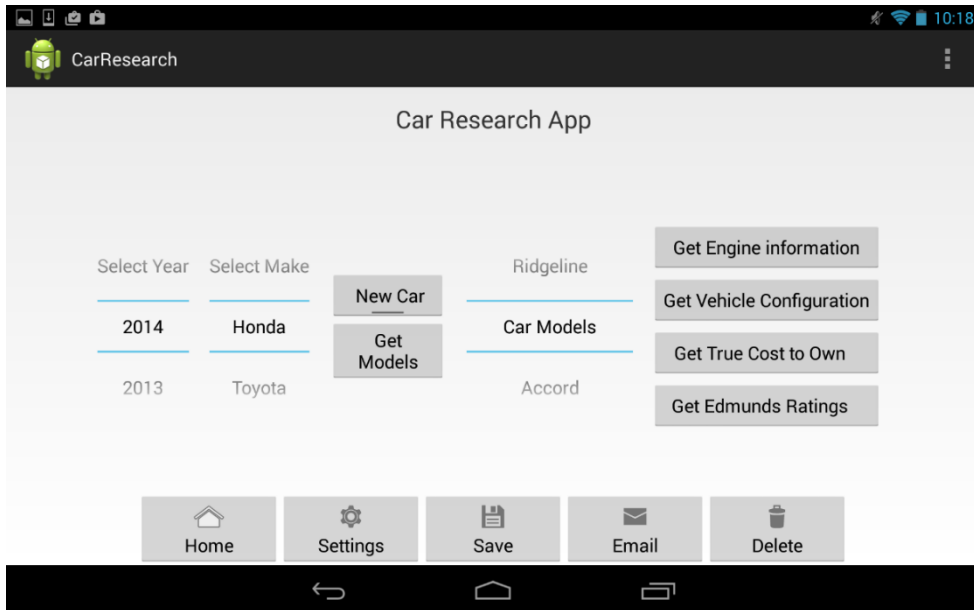 10:18
CarResearch
Car Research App
Select Year
2014
2013
Select Make
Honda
Toyota
New Car
Get
Models
Ridgeline
Car Models
Accord
Get Engine information
Get Vehicle Configuration
Get True Cost to Own
Get Edmunds Ratings
Home
Settings
Save
Email
Delete